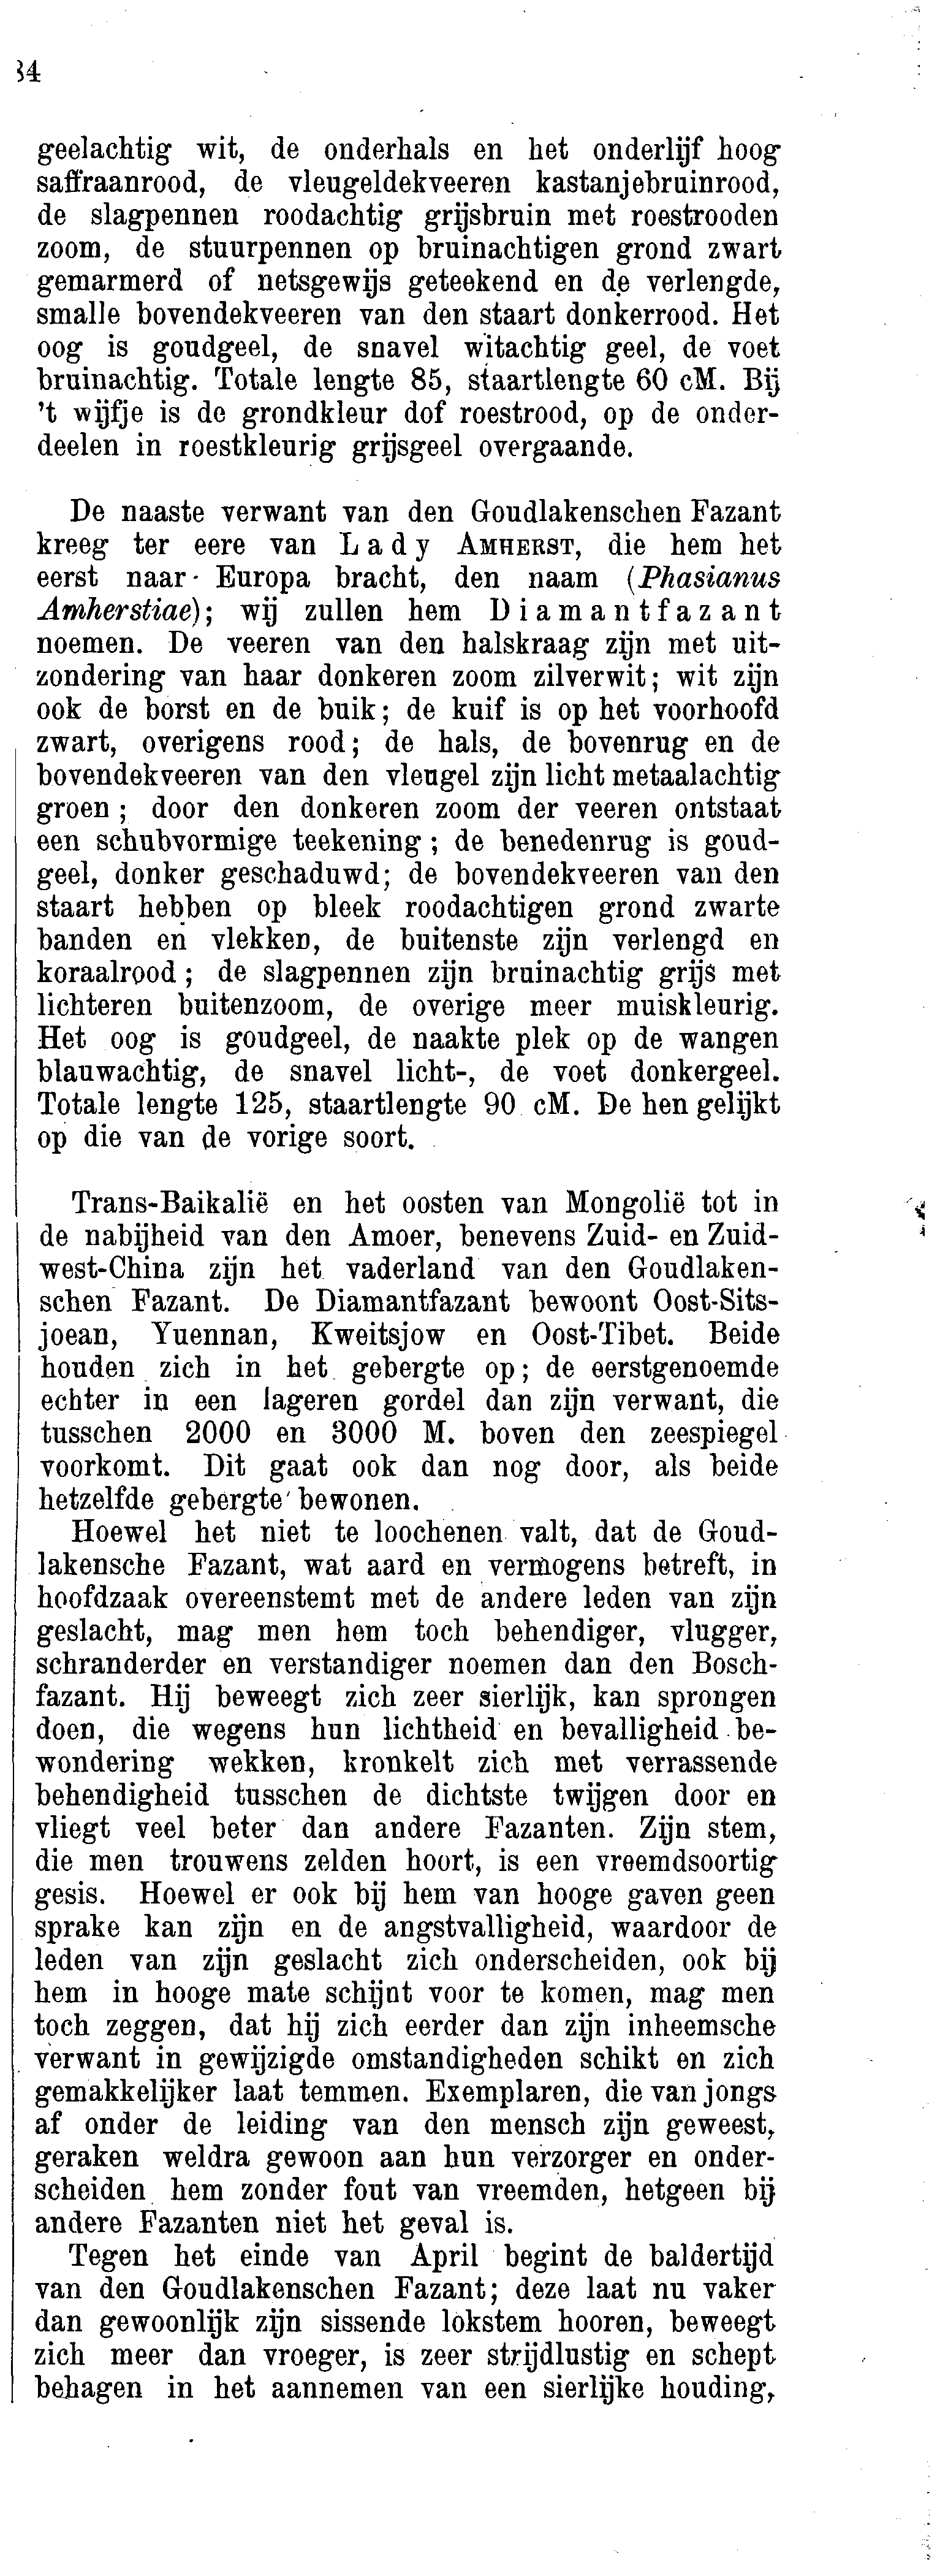 34
geelachtig wit, de onderhals en het onderlijf hoog
saffraanrood, de vleugeldekveeren kastanjebruinrood,
de slagpennen roodachtig grijsbruin met roestrooden
zoom, de stuurpennen op bruinachtigen grond zwart
gemarmerd of netsgewijs geteekend en de verlengde,
smalle bovendekveeren van den staart donkerrood. Het
oog is goudgeel, de snavel witachtig geel, de voet
bruinachtig. Totale lengte 85, staartlengte 60 cM. Bij
't wijfje is de grondkleur dof roestrood, op de onder-
deelen in roestkleurig grijsgeel overgaande.
De naaste verwant van den Goudlakenschen Fazant
kreeg ter eere van Lady AMHERST, die hem het
eerst naar Europa bracht, den naam (Phasianus
Amherstiae); wij zullen hem Diamantfazant
noemen. De veeren van den halskraag zijn met uit-
zondering van haar donkeren zoom zilverwit; wit zijn
ook de borst en de buik; de kuif is op het voorhoofd
zwart, overigens rood; de hals, de bovenrug en de
bovendekveeren van den vleugel zijn licht metaalachtig
groen; door den donkeren zoom der veeren ontstaat
een schubvormige teekening; de benedenrug is goud-
geel, donker geschaduwd; de bovendekveeren van den
staart hebben op bleek roodachtigen grond zwarte
banden en vlekken, de buitenste zijn verlengd en
koraalrood; de slagpennen zijn bruinachtig grijs met
lichteren buitenzoom, de overige meer muiskleurig.
Het oog is goudgeel, de naakte plek op de wangen
blauwachtig, de snavel licht-, de voet donkergeel.
Totale lengte 125, staartlengte 90 cM. De hen gelijkt
op die van de vorige soort.
Trans-Baikalië en het oosten van Mongolië tot in
de nabijheid van den Amoer, benevens Zuid- en Zuid-
west-China zijn het vaderland van den Goudlaken-
schen Fazant. De Diamantfazant bewoont Oost-Sits-
joean, Yuennan, Kweitsjow en Oost-Tibet. Beide
houden zich in het gebergte op; de eerstgenoemde
echter in een lageren gordel dan zijn verwant, die
tusschen 2000 en 3000 M. boven den zeespiegel
voorkomt. Dit gaat ook dan nog door, als beide
hetzelfde gebergte bewonen.
Hoewel het niet te loochenen valt, dat de Goud-
lakensche Fazant, wat aard en vermogens betreft, in
hoofdzaak overeenstemt met de andere leden van zijn
geslacht, mag men hem toch behendiger, vlugger,
schranderder en verstandiger noemen dan den Bosch-
fazant. Hij beweegt zich zeer sierlijk, kan sprongen
doen, die wegens hun lichtheid en bevalligheid be-
wondering wekken, kronkelt zich met verrassende
behendigheid tusschen de dichtste twijgen door en
vliegt veel beter dan andere Fazanten. Zijn stem,
die men trouwens zelden hoort, is een vreemdsoortig
gesis. Hoewel er ook bij hem van hooge gaven geen
sprake kan zijn en de angstvalligheid, waardoor de
leden van zijn geslacht zich onderscheiden, ook bij
hem in hooge mate schijnt voor te komen, mag men
toch zeggen, dat hij zich eerder dan zijn inheemsche
verwant in gewijzigde omstandigheden schikt en zich
gemakkelijker laat temmen. Exemplaren, die van jongs
af onder de leiding van den mensch zijn geweest,
geraken weldra gewoon aan hun verzorger en onder-
scheiden hem zonder fout van vreemden, hetgeen bij
andere Fazanten niet het geval is.
Tegen het einde van April begint de baldertijd
van den Goudlakenschen Fazant; deze laat nu vaker
dan gewoonlijk zijn sissende lokstem hooren, beweegt
zich meer dan vroeger, is zeer strijdlustig en schept
behagen in het aannemen van een sierlijke houding,